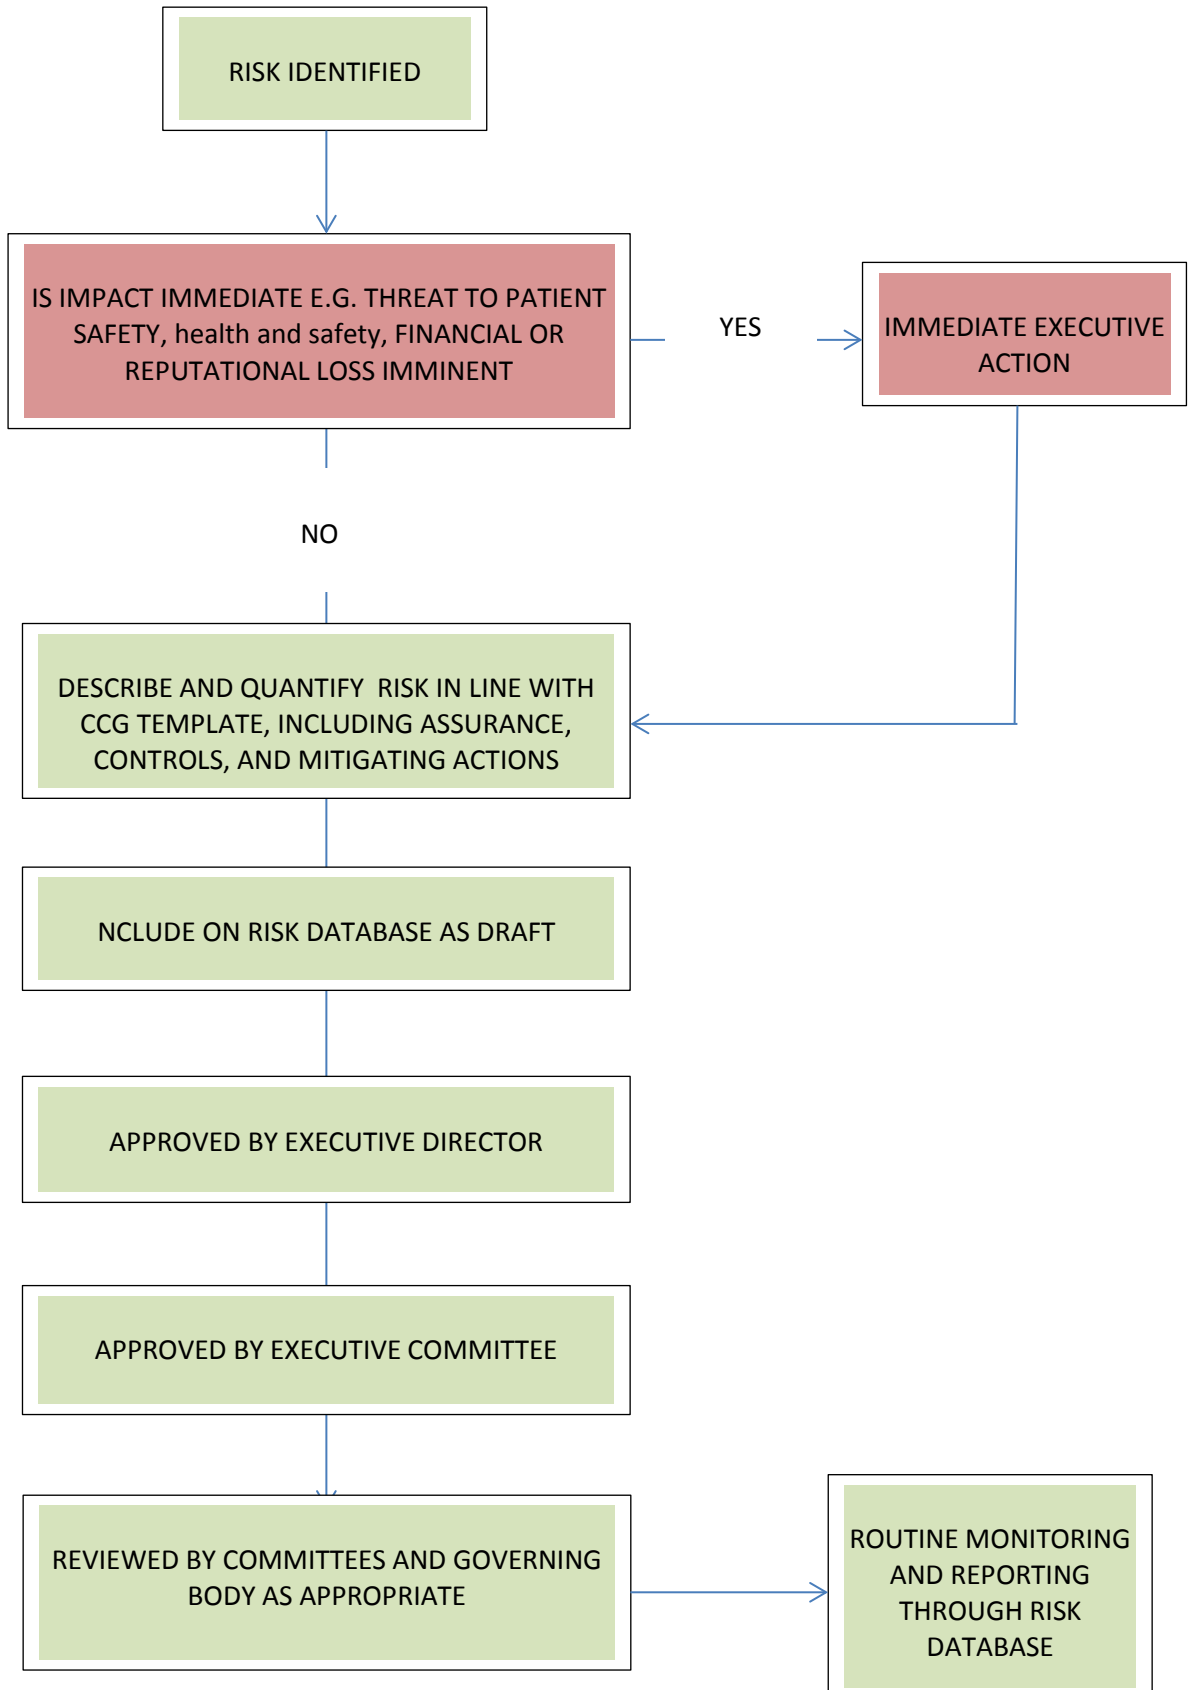 RISK IDENTIFIED
IS IMPACT IMMEDIATE E.G. THREAT TO PATIENT
SAFETY, health and safety, FINANCIAL OR
REPUTATIONAL LOSS IMMINENT
YES
IMMEDIATE EXECUTIVE
ACTION
NO
DESCRIBE AND QUANTIFY  RISK IN LINE WITH
CCG TEMPLATE, INCLUDING ASSURANCE,
CONTROLS, AND MITIGATING ACTIONS
NCLUDE ON RISK DATABASE AS DRAFT
APPROVED BY EXECUTIVE DIRECTOR
APPROVED BY EXECUTIVE COMMITTEE
REVIEWED BY COMMITTEES AND GOVERNING
BODY AS APPROPRIATE
ROUTINE MONITORING
AND REPORTING
THROUGH RISK
DATABASE